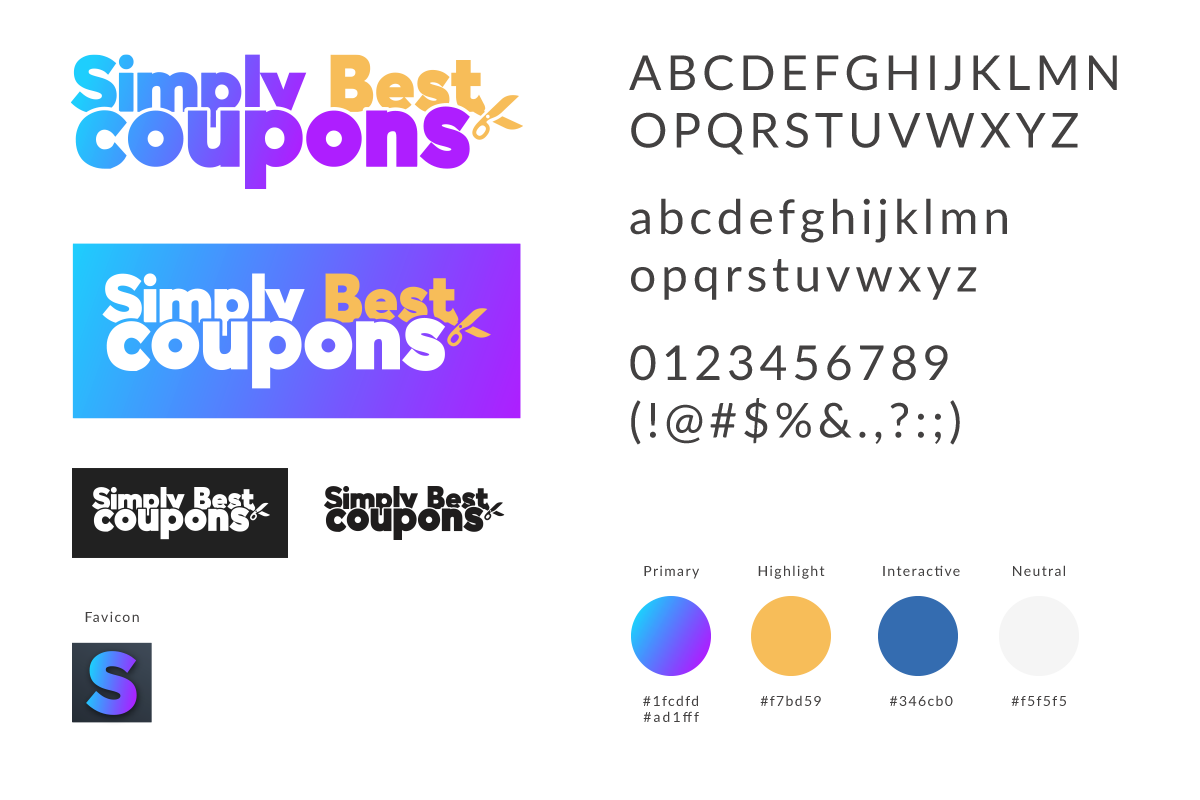 Simply Best
coupons
Simply Best
coupons
Simply Best
coupons
Simply Best
coupons
Favicon
S
ABCDEFGHIJKLMN
OPQRSTUVWXYZ
abcdefghijklmn
opqrstuvwxyz
0123456789
(!@#$%&.,?:;)
Primary Highlight Interactive Neutral
#1fcdfd #f7bd59 #346cb0 #f5f5f5
#ad1fff